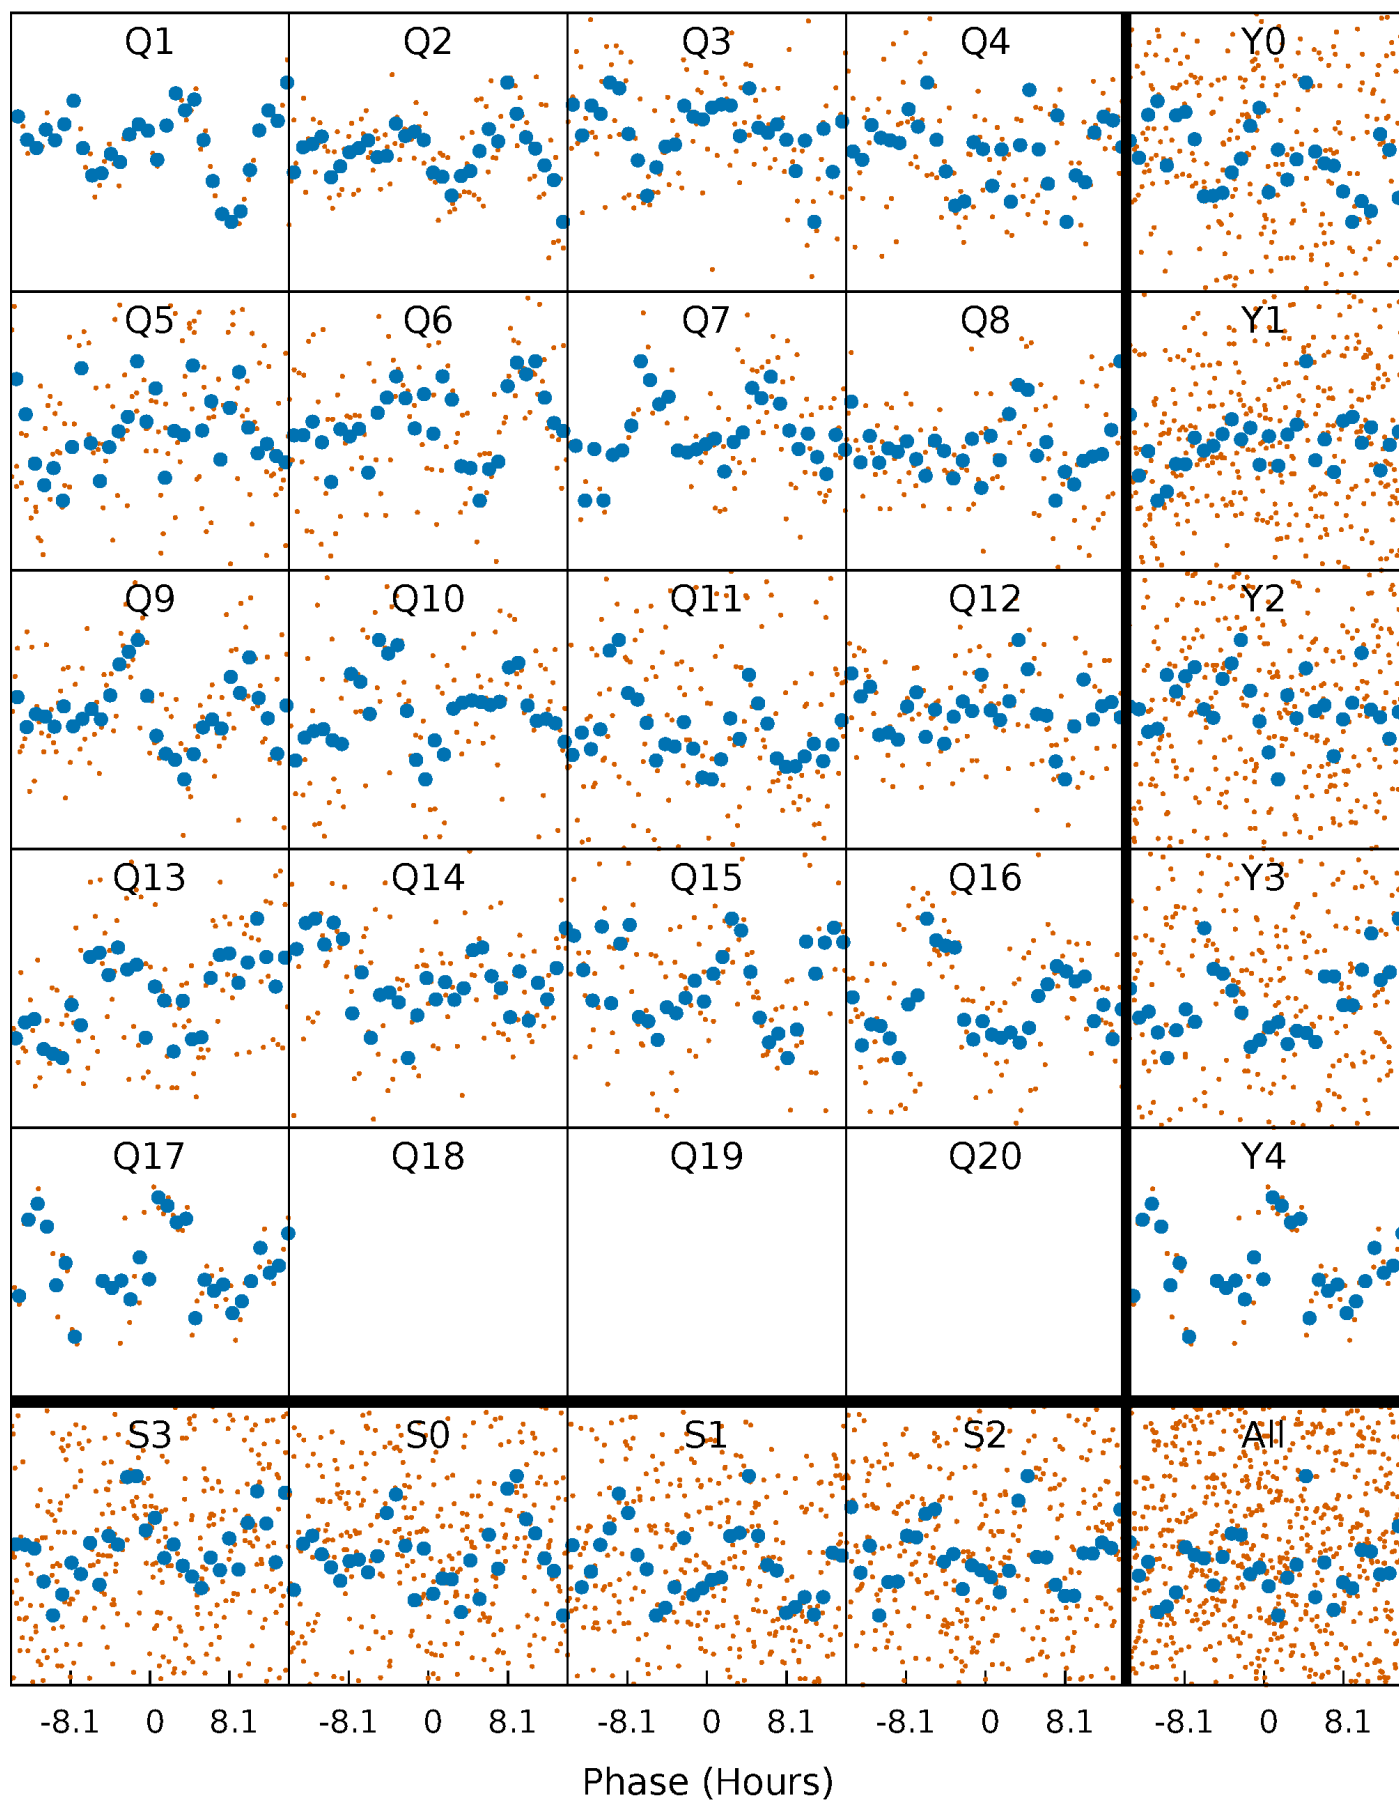 Q1 Q2 Q3 Q4 Y0
Q5 Q6 Q7 Q8 Y1
Q9 Q10 Q11 Q12 Y2
Q13 Q14 Q15 Q16 Y3
Q17 Q18 Q19 Q20 Y4
S3 S0 S1 S2 All
-8.1 0 8.1 -8.1 0 8.1 -8.1 0 8.1 -8.1 0 8.1 -8.1 0 8.1
Phase (Hours)